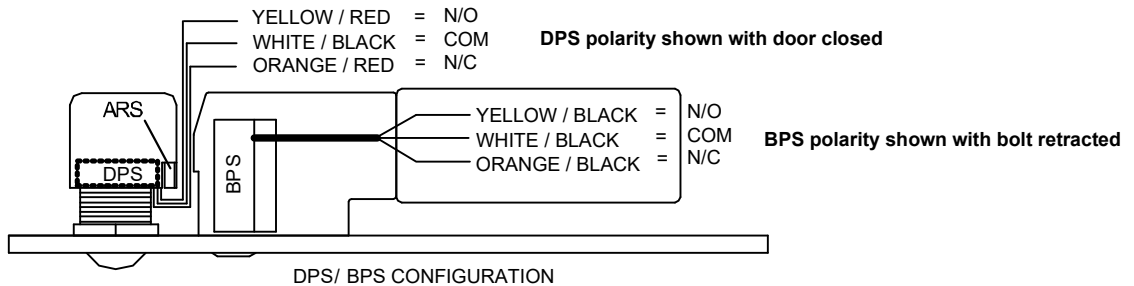 YELLOW / RED = N/O
WHITE / BLACK = COM
ORANGE / RED = N/C
DPS polarity shown with door closed
ARS
DPS
BPS
YELLOW / BLACK = N/O
WHITE / BLACK = COM
ORANGE / BLACK = N/C
BPS polarity shown with bolt retracted
DPS/ BPS CONFIGURATION